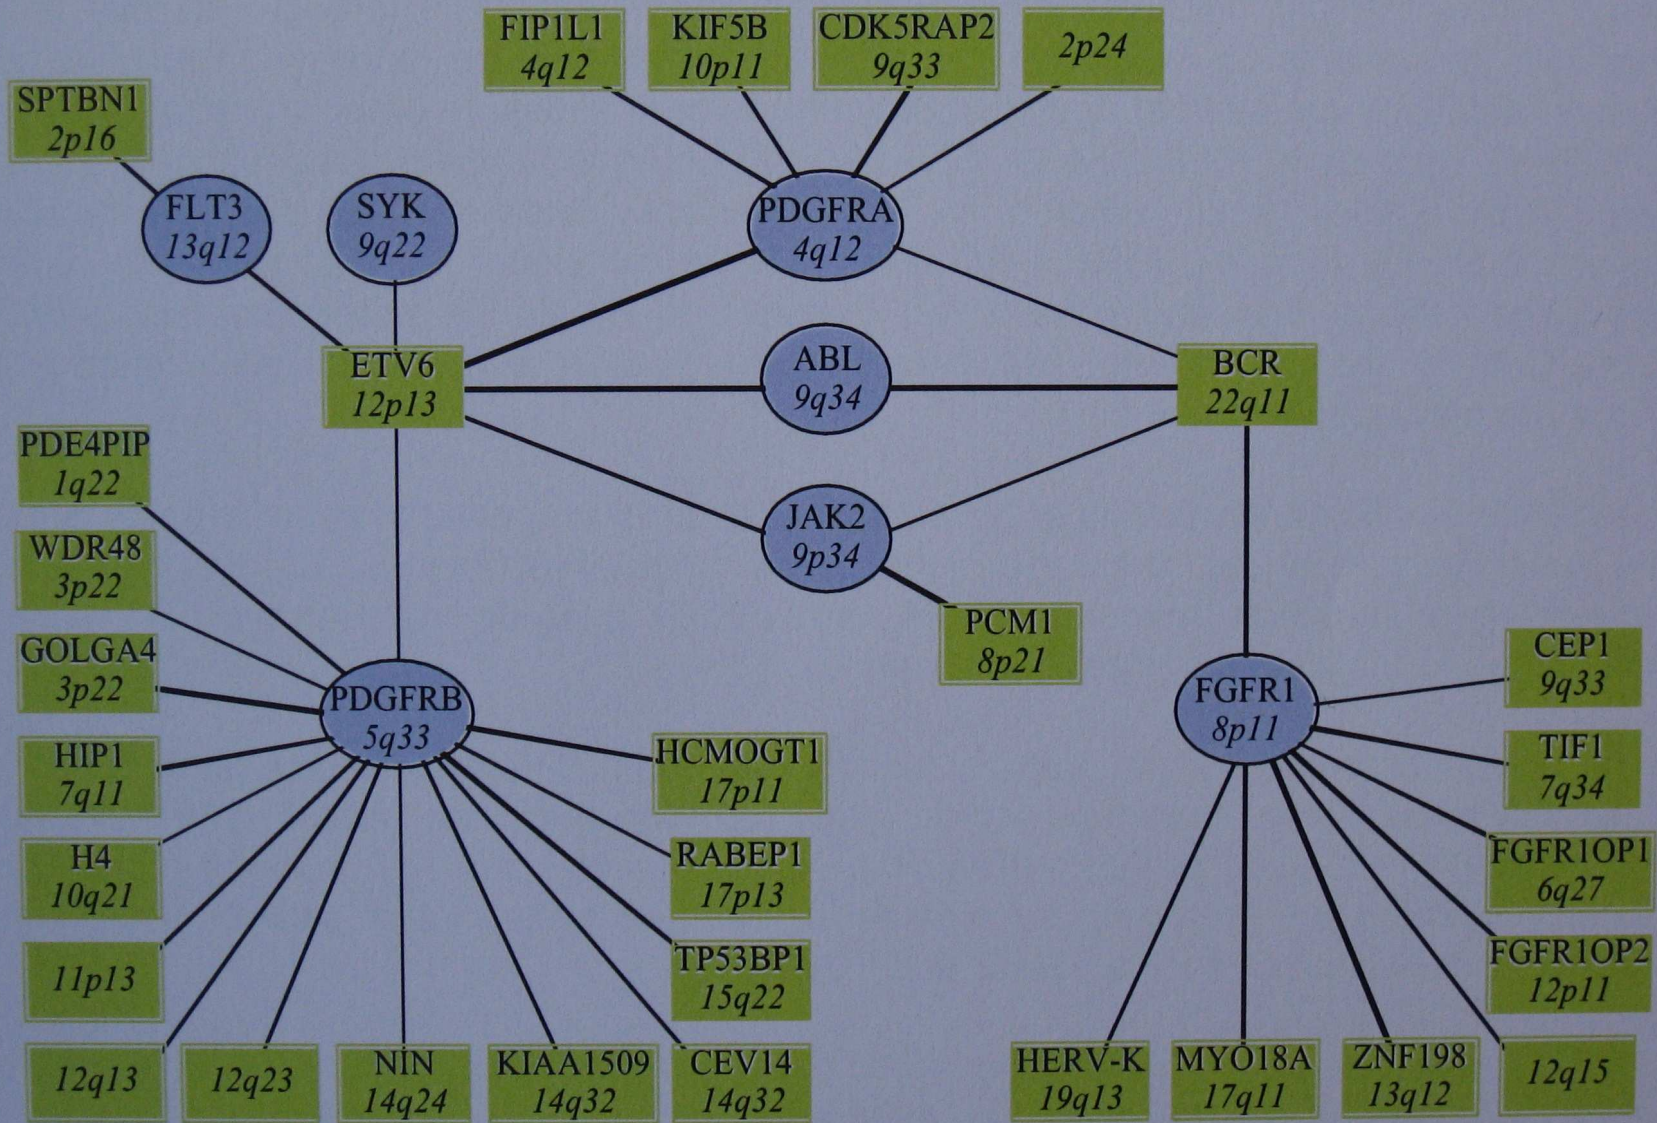 FIP1L1
4q12
KIF5B
10p11
CDK5RAP2
9q33
2p24
SPTBN1
2p16
FLT3
13q12
SYK
9q22
PDGFRA
4q12
ETV6
12p13
ABL
9q34
BCR
22q11
JAK2
9p34
PCM1
8p21
PDE4PIP
1q22
WDR48
3p22
GOLGA4
3p22
HIP1
7q11
H4
10q21
11p13
12q13
12q23
NIN
14q24
KIAA1509
14q32
CEV14
14q32
TP53BP1
15q22
RABEP1
17p13
HCMOGT1
17p11
PDGFRB
5q33
FGFR1
8p11
CEP1
9q33
TIF1
7q34
FGFR1OP1
6q27
FGFR1OP2
12p11
12q15
ZNF198
13q12
MYO18A
17q11
HERV-K
19q13